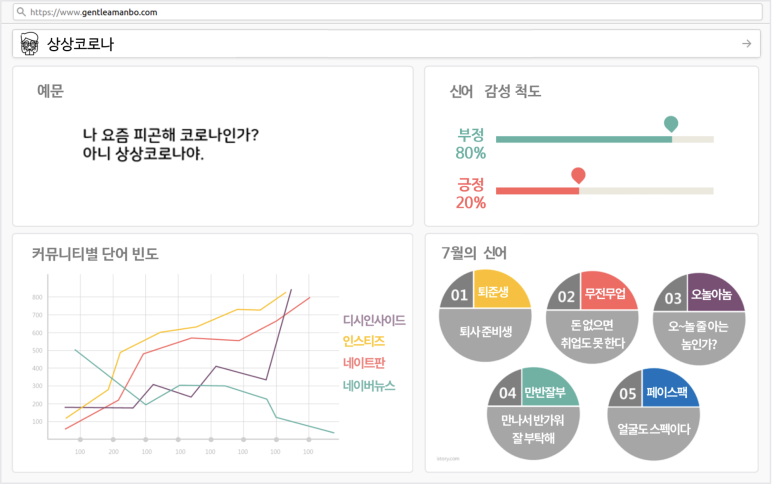 https://www.gentleamanbo.com
상상코로나
예문
나 요즘 피곤해 코로나인가?
아니 상상코로나야.
신어 감성 척도
부정
80%
긍정
20%
커뮤니티별 단어 빈도
800
700
600
500
400
300
200
100
100 200 100 100 100 100 100 500
디시인사이드
인스티즈
네이트판
네이버뉴스
7월의 신어
01 퇴준생
퇴사 준비생
02 무전무업
돈 없으면
취업도 못 한다
03 오놀아놈
오~놀 줄 아는
놈인가?
04 만반잘부
만나서 반가워
잘 부탁해
05 페이스팩
얼굴도 스펙이다